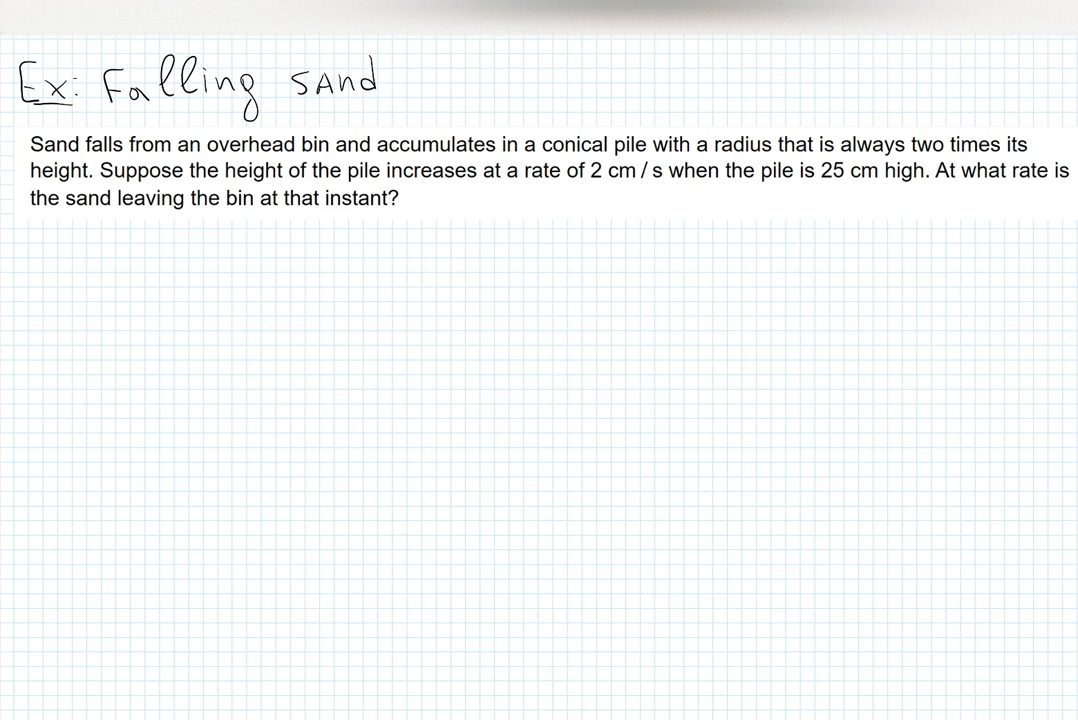 Ex: Falling SAnd
Sand falls from an overhead bin and accumulates in a conical pile with a radius that is always two times its
height. Suppose the height of the pile increases at a rate of 2 cm / s when the pile is 25 cm high. At what rate is
the sand leaving the bin at that instant?